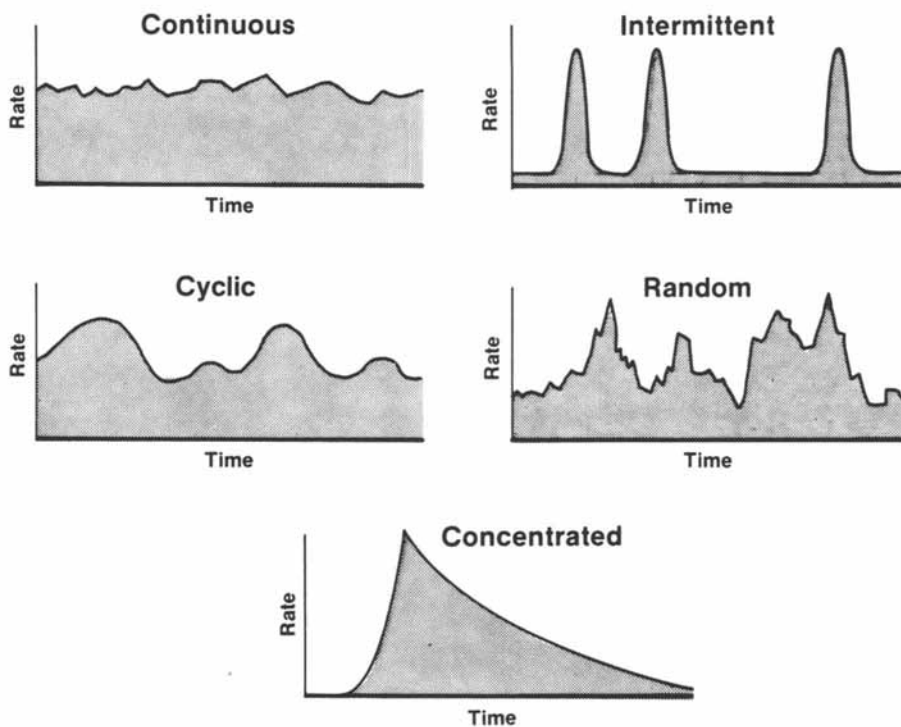 Continuous
Rate
Time
Intermittent
Rate
Time
Cyclic
Rate
Time
Random
Rate
Time
Concentrated
Rate
Time